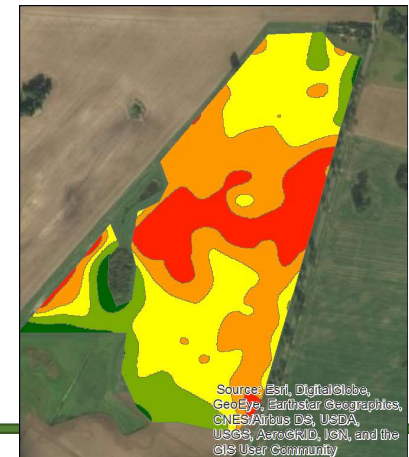 Source: Esri, DigitalGlobe,
GeoEye, Earthstar Geographics,
CNES/Airbus DS, USDA,
USGS, AeroGRID, IGN, and the
GIS User Community